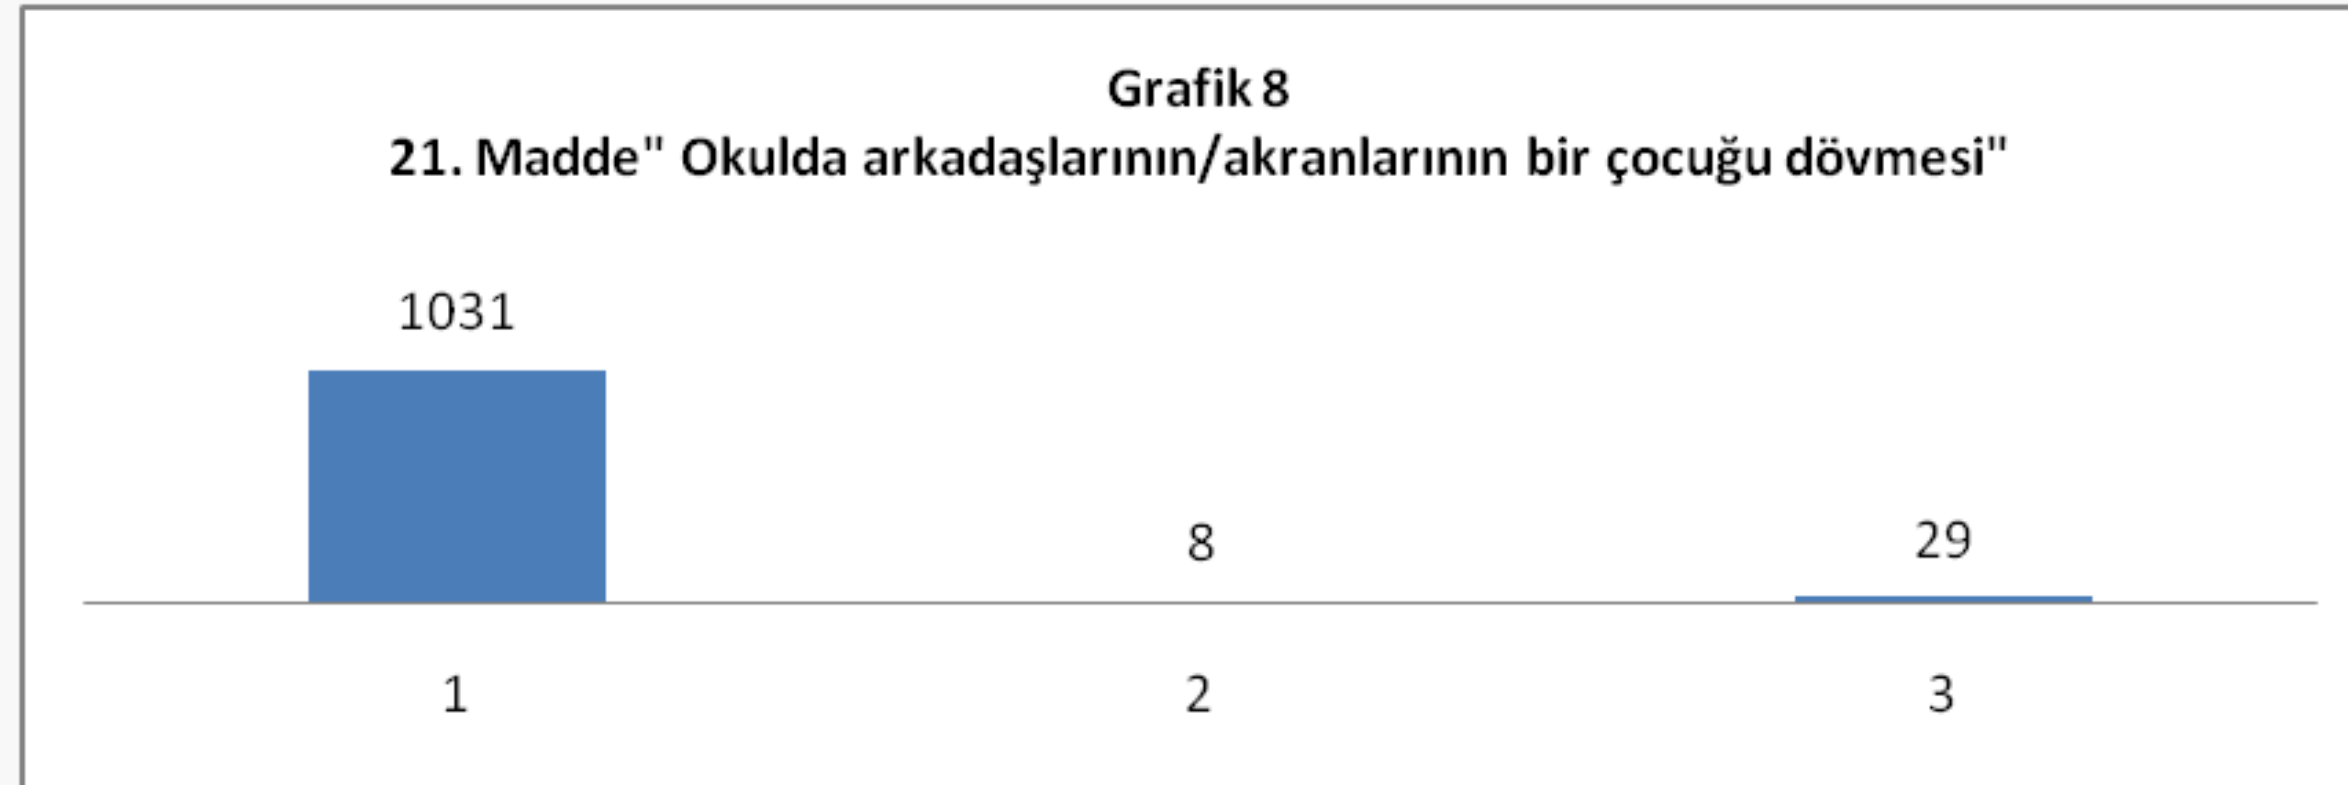 Grafik 8
21. Madde" Okulda arkadaşlarının/akranlarının bir çocuğu dövmesi"
1031
8
29
1 2 3